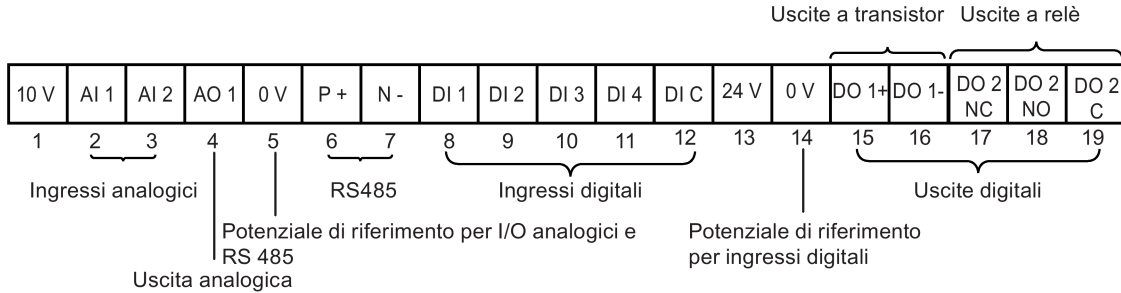 Uscite a transistor Uscite a relè
10 V AI 1 AI 2 AO 1 0 V P + N - DI 1 DI 2 DI 3 DI 4 DI C 24 V 0 V DO 1+ DO 1- DO 2 NC DO 2 NO DO 2 C
1 2 3 4 5 6 7 8 9 10 11 12 13 14 15 16 17 18 19
Ingressi analogici RS485 Ingressi digitali Uscite digitali
Potenziale di riferimento per I/O analogici e
RS 485
Potenziale di riferimento
per ingressi digitali
Uscita analogica